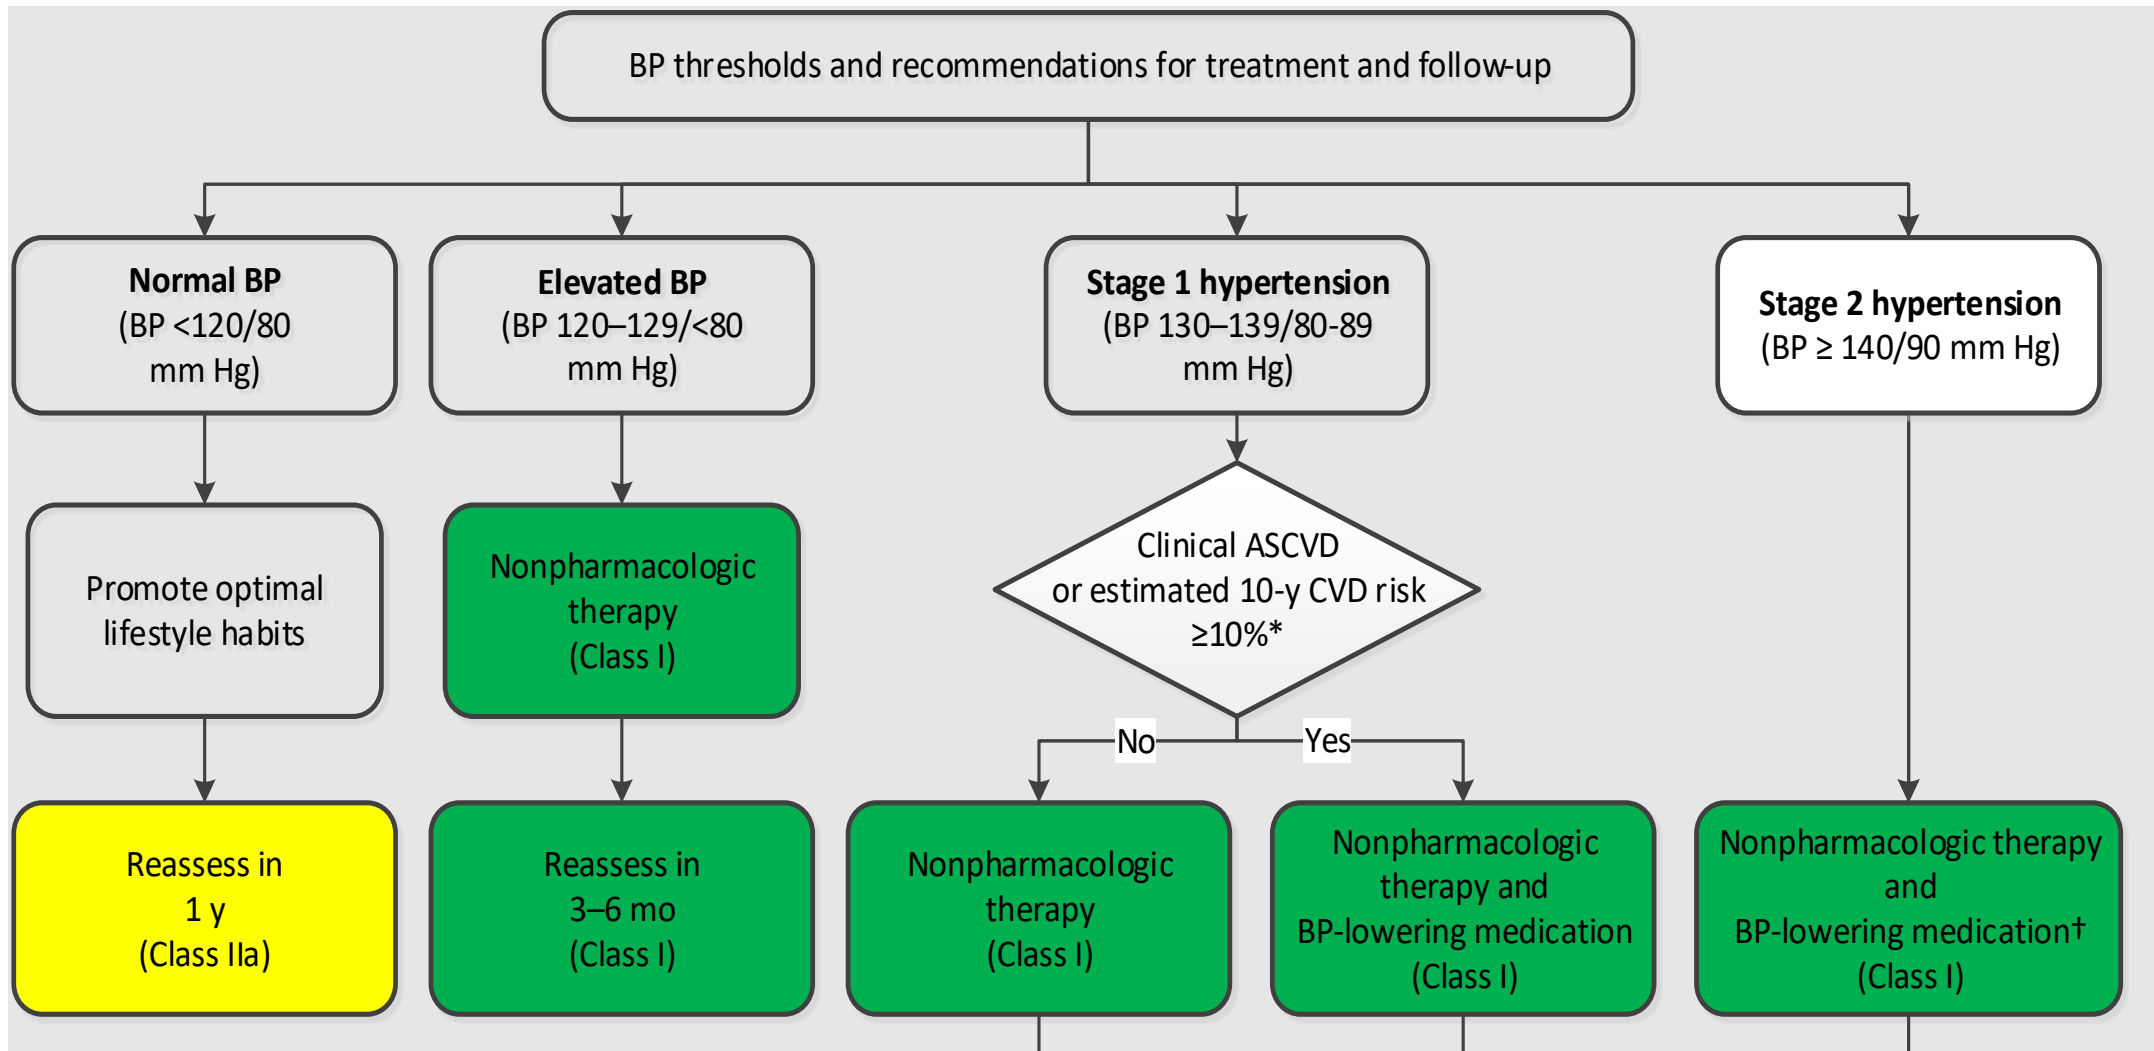 BP thresholds and recommendations for treatment and follow-up
Normal BP
(BP <120/80
mm Hg)
Elevated BP
(BP 120–129/<80
mm Hg)
Stage 1 hypertension
(BP 130–139/80-89
mm Hg)
Stage 2 hypertension
(BP ≥ 140/90 mm Hg)
Promote optimal
lifestyle habits
Nonpharmacologic
therapy
(Class I)
Clinical ASCVD
or estimated 10-y CVD risk
≥10%*
No
Yes
Reassess in
1 y
(Class IIa)
Reassess in
3–6 mo
(Class I)
Nonpharmacologic
therapy
(Class I)
Nonpharmacologic
therapy and
BP-lowering medication
(Class I)
Nonpharmacologic therapy
and
BP-lowering medication†
(Class I)